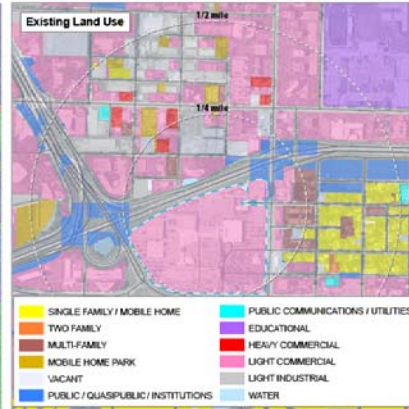 Existing Land Use
1/2 mile
1/4 mile
SINGLE FAMILY / MOBILE HOME
TWO FAMILY
MULTI-FAMILY
MOBILE HOME PARK
VACANT
PUBLIC / QUASIPUBLIC / INSTITUTIONS
PUBLIC COMMUNICATIONS / UTILITIES
EDUCATIONAL
HEAVY COMMERCIAL
LIGHT COMMERCIAL
LIGHT INDUSTRIAL
WATER